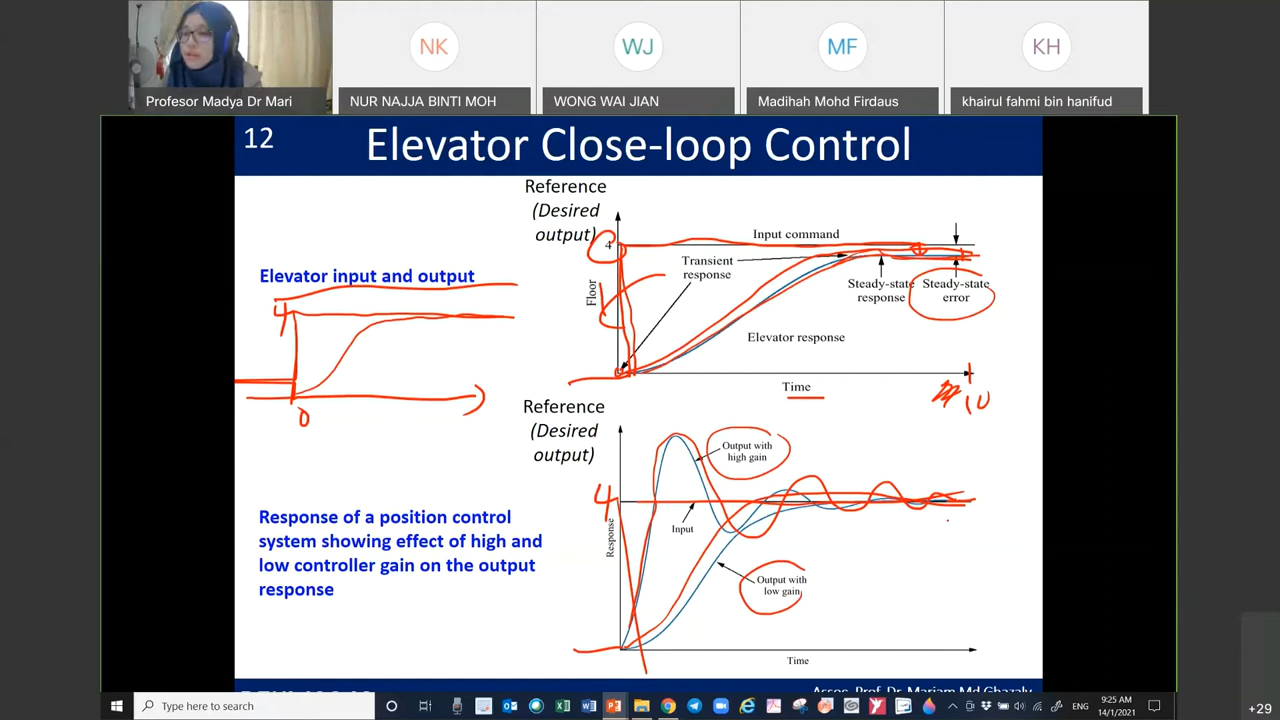 NK
WJ
MF
KH
Profesor Madya Dr Mari
NUR NAJJA BINTI MOH
WONG WAI JIAN
Madihah Mohd Firdaus
khairul fahmi bin hanifud
12
Elevator Close-loop Control
Reference
(Desired
output)
4
Input command
Transient
response
Elevator input and output
Floor
Steady-state
response
Steady-state
error
4
Elevator response
Time
10
0
Reference
(Desired
output)
Output with
high gain
4
Response of a position control
system showing effect of high and
low controller gain on the output
response
Response
Input
Output with
low gain
Time
Assoc. Prof. Dr. Mariam Md Ghazaly
Type here to search
ENG
9:25 AM
14/1/2021
+29